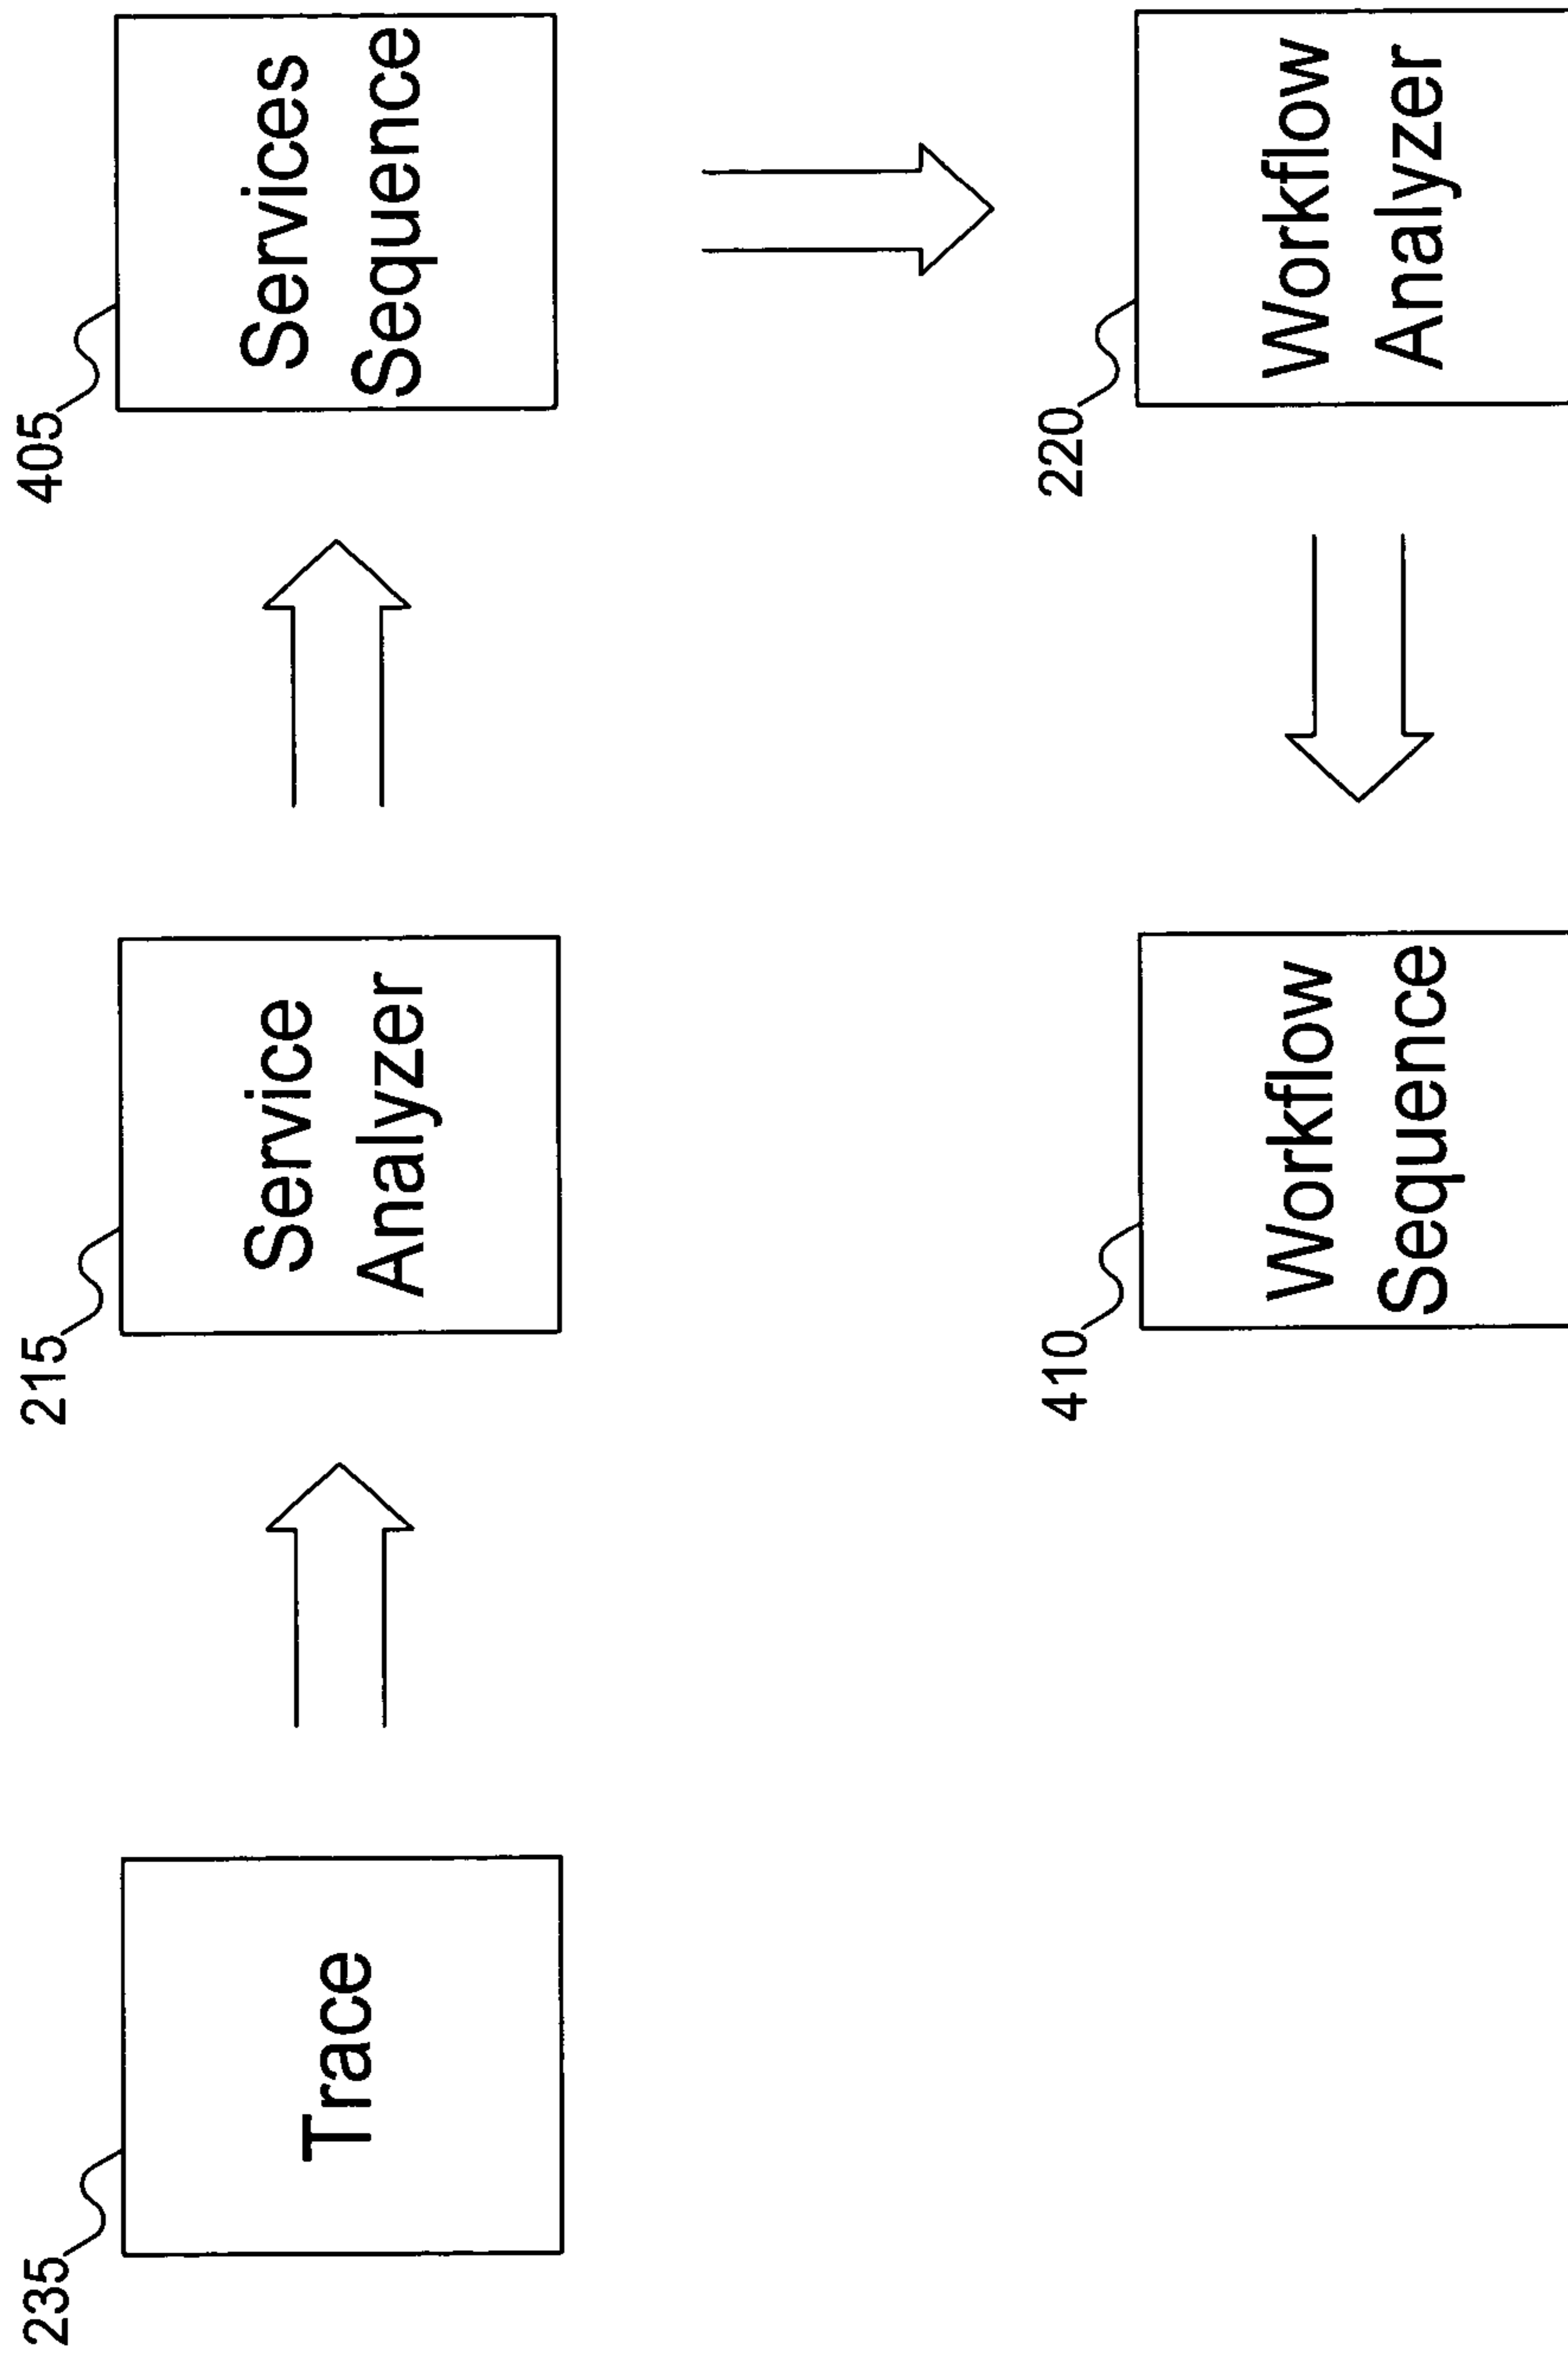 235
Trace
215
Service
Analyzer
405
Services
Sequence
220
Workflow
Analyzer
410
Workflow
Sequence